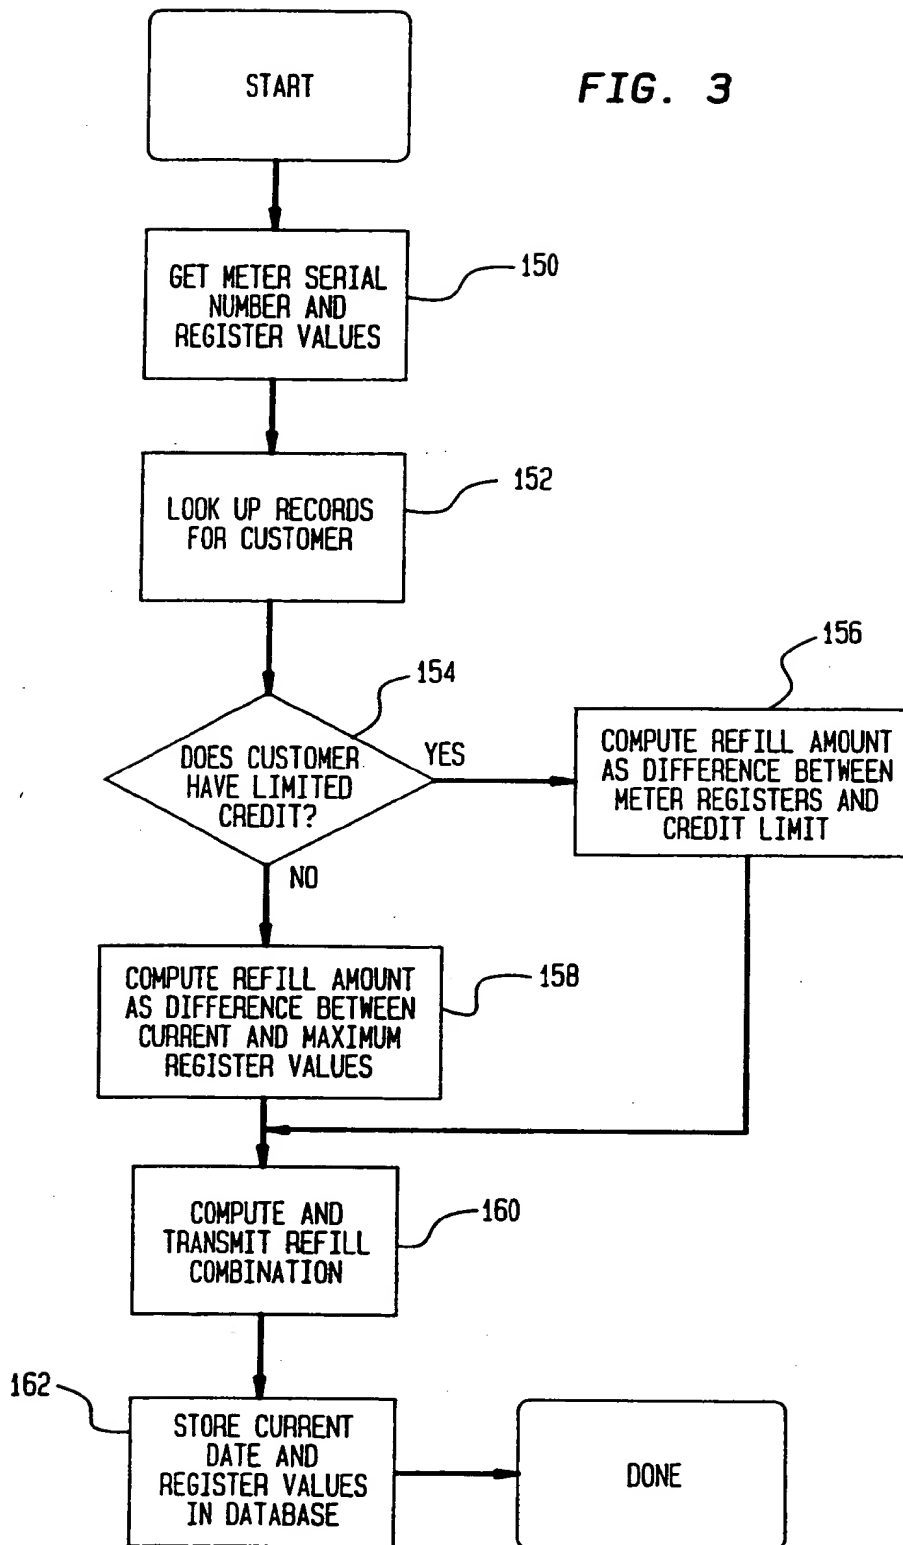 START
FIG. 3
GET METER SERIAL
NUMBER AND
REGISTER VALUES
150
LOOK UP RECORDS
FOR CUSTOMER
152
154
156
DOES CUSTOMER
HAVE LIMITED
CREDIT?
YES
COMPUTE REFILL AMOUNT
AS DIFFERENCE BETWEEN
METER REGISTERS AND
CREDIT LIMIT
NO
COMPUTE REFILL AMOUNT
AS DIFFERENCE BETWEEN
CURRENT AND MAXIMUM
REGISTER VALUES
158
COMPUTE AND
TRANSMIT REFILL
COMBINATION
160
162
STORE CURRENT
DATE AND
REGISTER VALUES
IN DATABASE
DONE